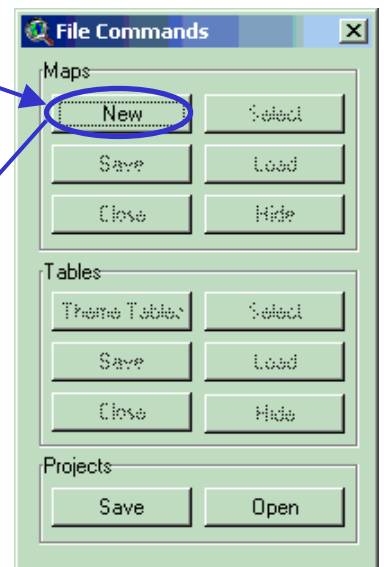 File Commands
Maps
New Select
Save Load
Close Hide
Tables
Theme Tables Select
Save Load
Close Hide
Projects
Save Open